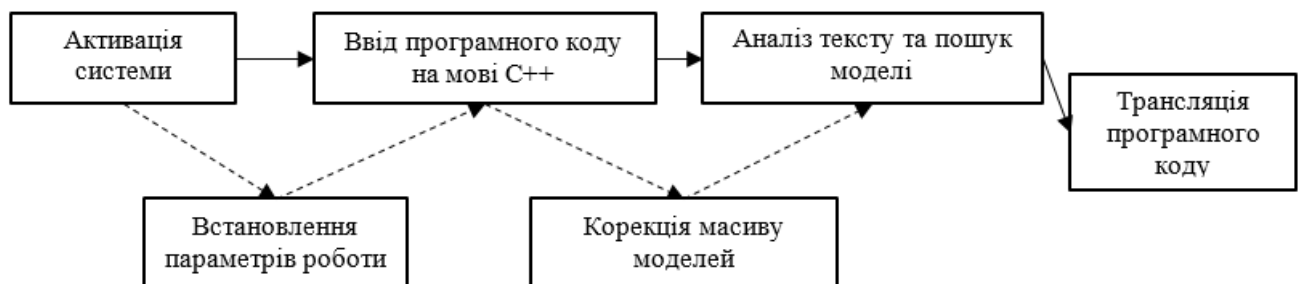 Активація
системи
Ввід програмного коду
на мові C++
Аналіз тексту та пошук
моделі
Трансляція
програмного
коду
Встановлення
параметрів роботи
Корекція масиву
моделей